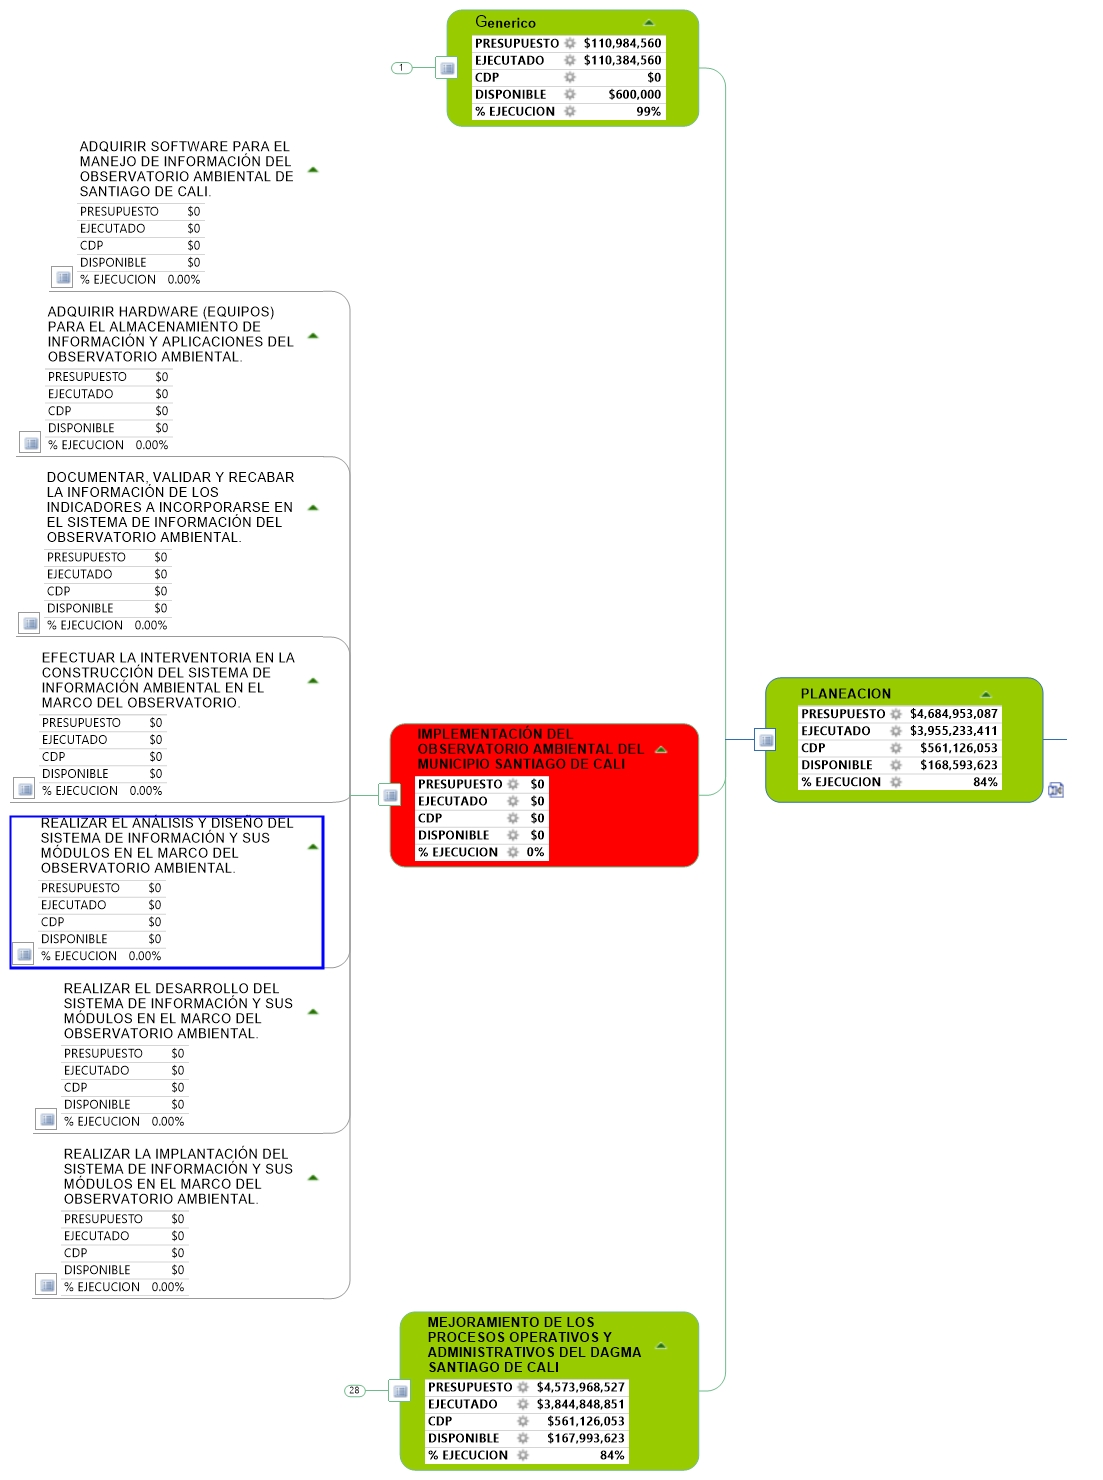 Generico
PRESUPUESTO $110,984,560
EJECUTADO $110,384,560
CDP $0
DISPONIBLE $600,000
% EJECUCION 99%
1
ADQUIRIR SOFTWARE PARA EL
MANEJO DE INFORMACIÓN DEL
OBSERVATORIO AMBIENTAL DE
SANTIAGO DE CALI.
PRESUPUESTO $0
EJECUTADO $0
CDP $0
DISPONIBLE $0
% EJECUCION 0.00%
ADQUIRIR HARDWARE (EQUIPOS)
PARA EL ALMACENAMIENTO DE
INFORMACIÓN Y APLICACIONES DEL
OBSERVATORIO AMBIENTAL.
PRESUPUESTO $0
EJECUTADO $0
CDP $0
DISPONIBLE $0
% EJECUCION 0.00%
DOCUMENTAR, VALIDAR Y RECABAR
LA INFORMACIÓN DE LOS
INDICADORES A INCORPORARSE EN
EL SISTEMA DE INFORMACIÓN DEL
OBSERVATORIO AMBIENTAL.
PRESUPUESTO $0
EJECUTADO $0
CDP $0
DISPONIBLE $0
% EJECUCION 0.00%
EFECTUAR LA INTERVENTORIA EN LA
CONSTRUCCIÓN DEL SISTEMA DE
INFORMACIÓN AMBIENTAL EN EL
MARCO DEL OBSERVATORIO.
PRESUPUESTO $0
EJECUTADO $0
CDP $0
DISPONIBLE $0
% EJECUCION 0.00%
REALIZAR EL ANÁLISIS Y DISEÑO DEL
SISTEMA DE INFORMACIÓN Y SUS
MÓDULOS EN EL MARCO DEL
OBSERVATORIO AMBIENTAL.
PRESUPUESTO $0
EJECUTADO $0
CDP $0
DISPONIBLE $0
% EJECUCION 0.00%
REALIZAR EL DESARROLLO DEL
SISTEMA DE INFORMACIÓN Y SUS
MÓDULOS EN EL MARCO DEL
OBSERVATORIO AMBIENTAL.
PRESUPUESTO $0
EJECUTADO $0
CDP $0
DISPONIBLE $0
% EJECUCION 0.00%
REALIZAR LA IMPLANTACIÓN DEL
SISTEMA DE INFORMACIÓN Y SUS
MÓDULOS EN EL MARCO DEL
OBSERVATORIO AMBIENTAL.
PRESUPUESTO $0
EJECUTADO $0
CDP $0
DISPONIBLE $0
% EJECUCION 0.00%
IMPLEMENTACIÓN DEL
OBSERVATORIO AMBIENTAL DEL
MUNICIPIO SANTIAGO DE CALI
PRESUPUESTO $0
EJECUTADO $0
CDP $0
DISPONIBLE $0
% EJECUCION 0%
PLANEACION
PRESUPUESTO $4,684,953,087
EJECUTADO $3,955,233,411
CDP $561,126,053
DISPONIBLE $168,593,623
% EJECUCION 84%
MEJORAMIENTO DE LOS
PROCESOS OPERATIVOS Y
ADMINISTRATIVOS DEL DAGMA
SANTIAGO DE CALI
28
PRESUPUESTO $4,573,968,527
EJECUTADO $3,844,848,851
CDP $561,126,053
DISPONIBLE $167,993,623
% EJECUCION 84%